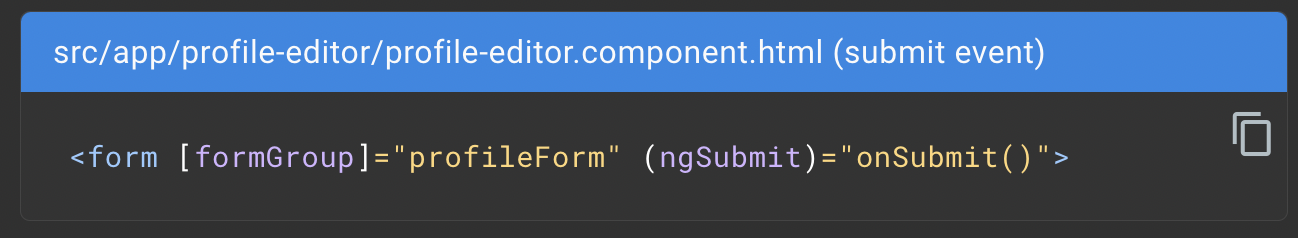 src/app/profile-editor/profile-editor.component.html (submit event)
<form [formGroup]="profileForm" (ngSubmit)="onSubmit()">